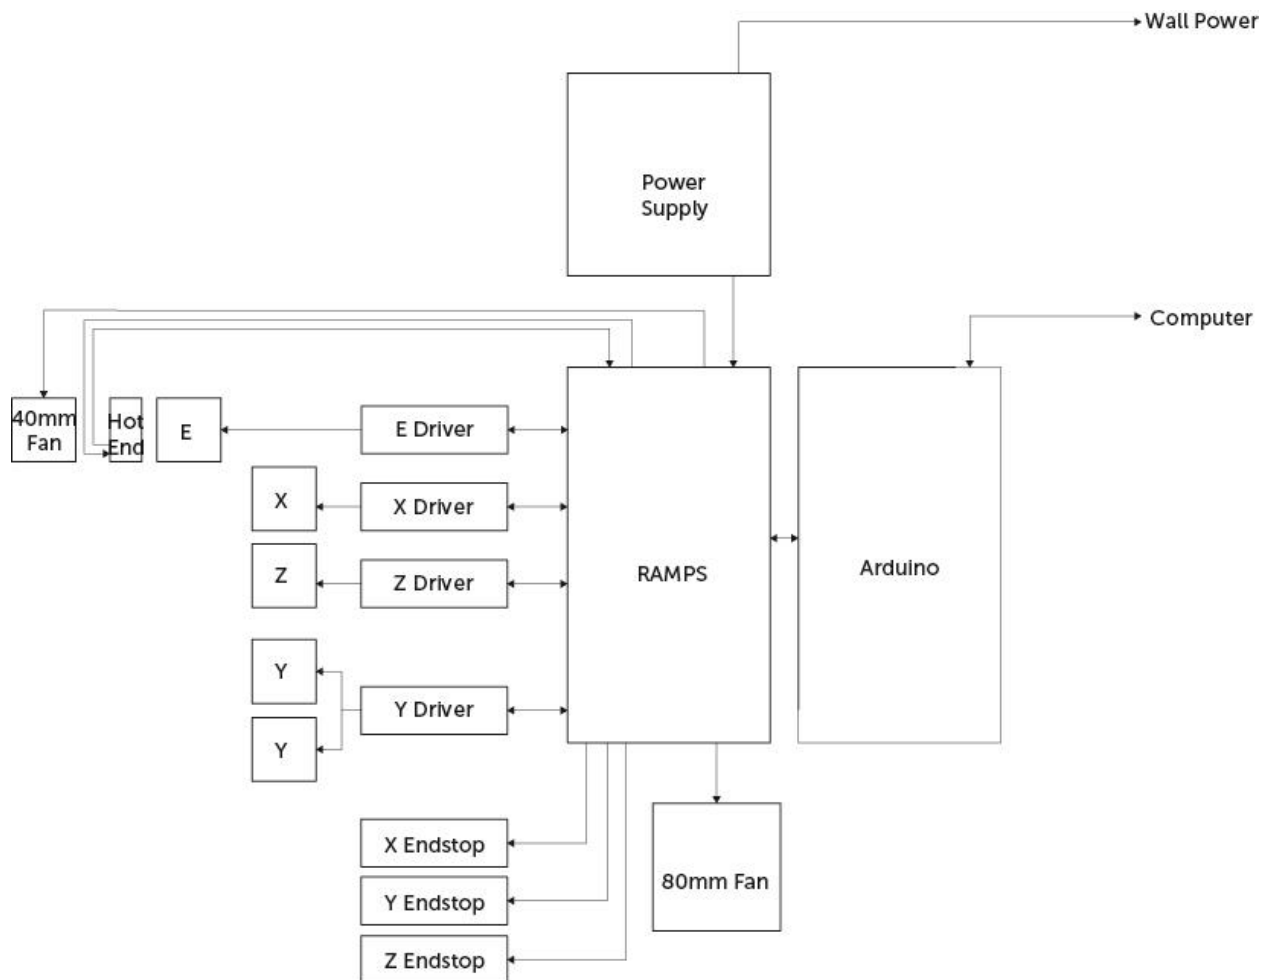 Wall Power
Power
Supply
Computer
40mm
Fan
Hot
End
E
E Driver
X
X Driver
Z
Z Driver
RAMPS
Arduino
Y
Y Driver
Y
X Endstop
Y Endstop
Z Endstop
80mm Fan